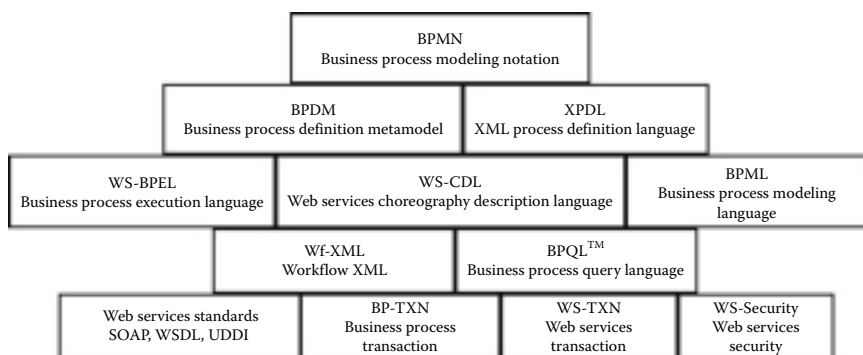 BPMN
Business process modeling notation
BPDM
Business process definition metamodel
XPDL
XML process definition language
WS-BPEL
Business process execution language
WS-CDL
Web services choreography description language
BPML
Business process modeling
language
Wf-XML
Workflow XML
BPQL™
Business process query language
Web services standards
SOAP, WSDL, UDDI
BP-TXN
Business process
transaction
WS-TXN
Web services
transaction
WS-Security
Web services
security